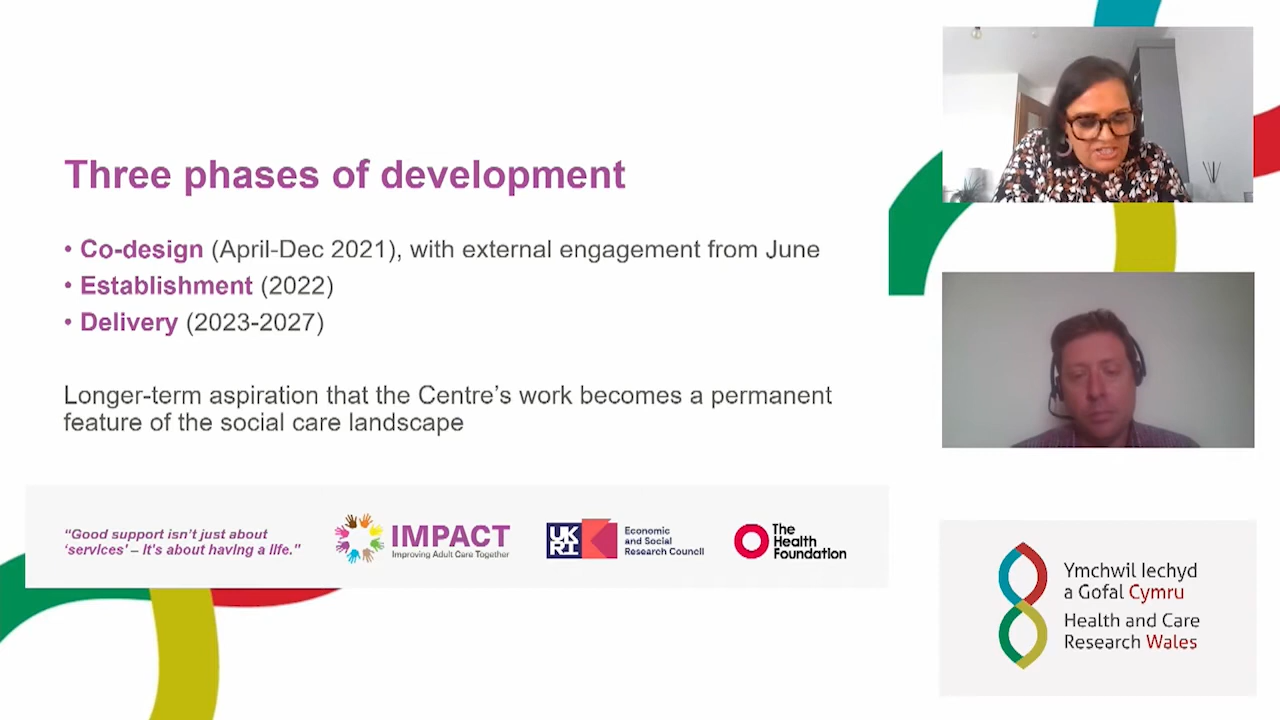 Three phases of development
• Co-design (April-Dec 2021), with external engagement from June
• Establishment (2022)
• Delivery (2023-2027)
Longer-term aspiration that the Centre’s work becomes a permanent
feature of the social care landscape
“Good support isn’t just about
‘services’ – it’s about having a life.”
IMPACT
Improving Adult Care Together
UK
RI
Economic
and Social
Research Council
The
Health
Foundation
Ymchwil Iechyd
a Gofal Cymru
Health and Care
Research Wales